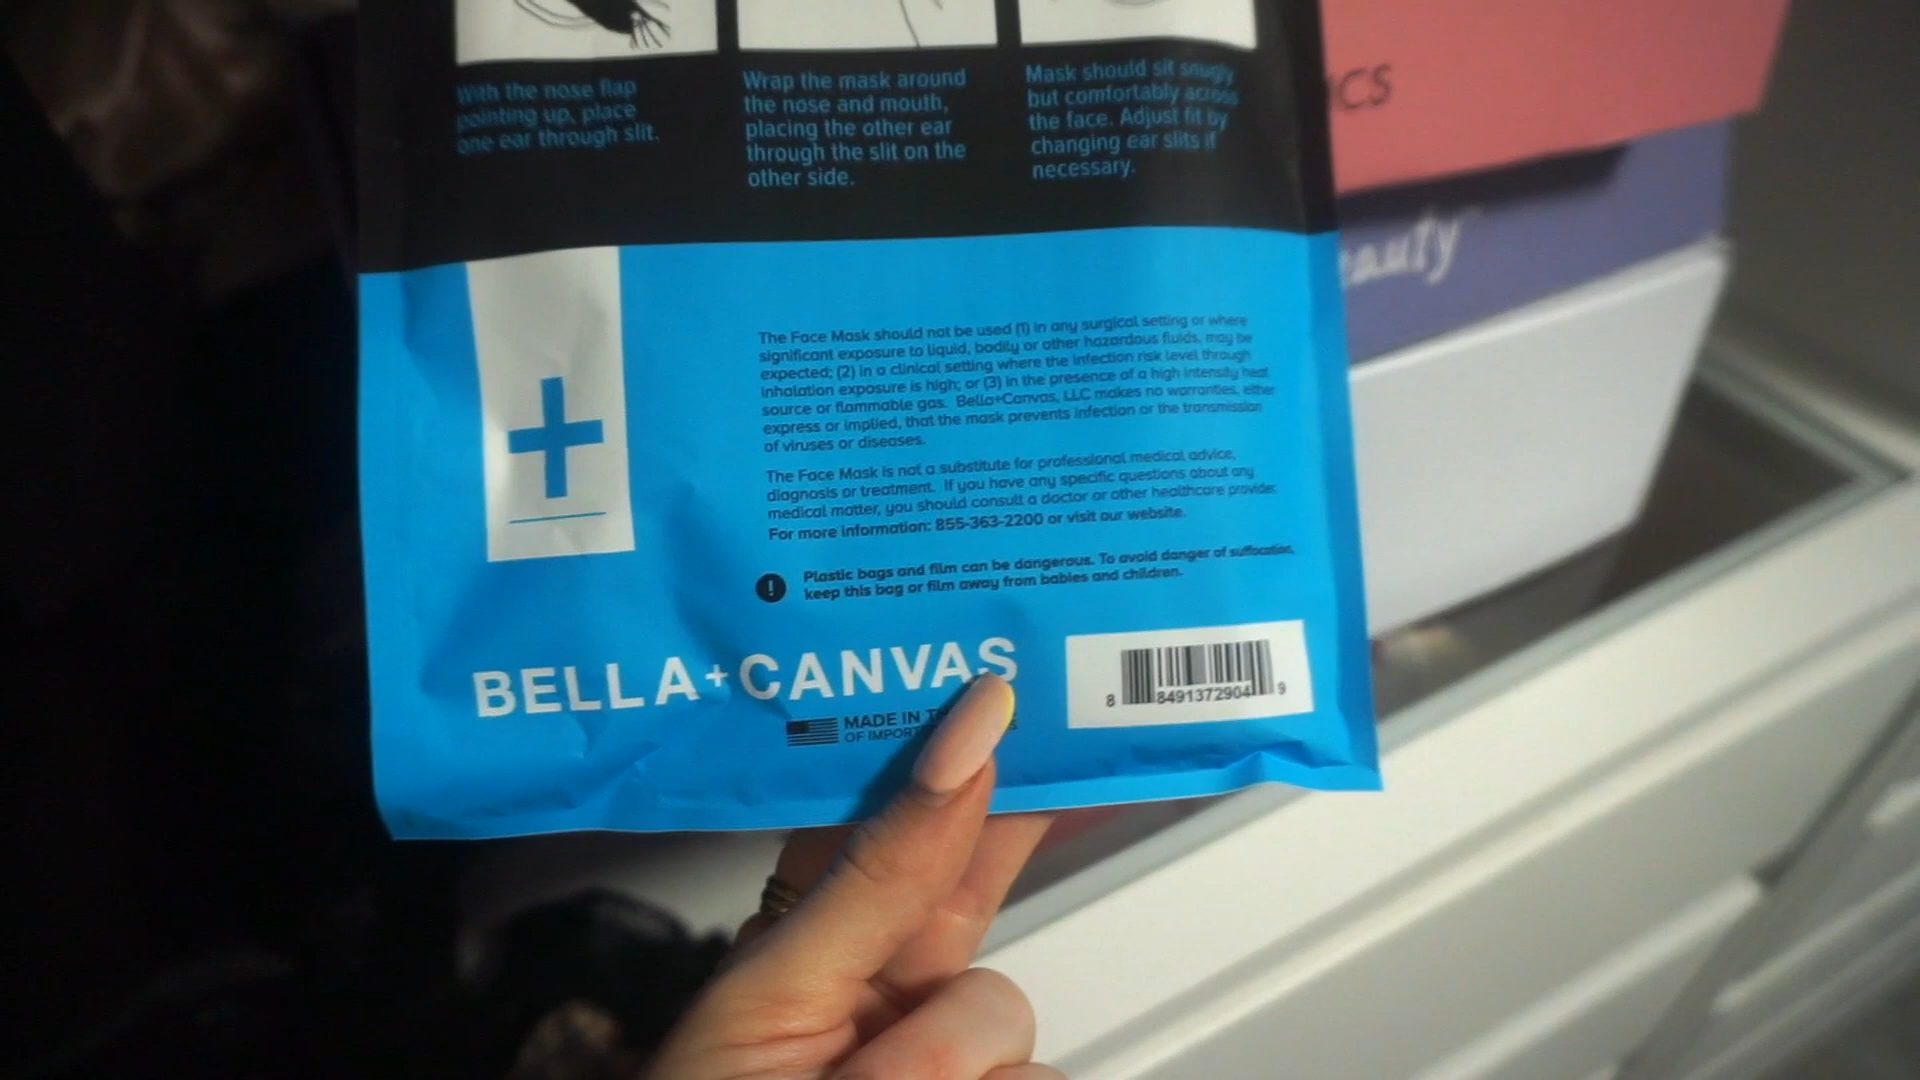 With the nose flap
pointing up, place
one ear through slit.
Wrap the mask around
the nose and mouth,
placing the other ear
through the slit on the
other side.
Mask should sit snugly
but comfortably across
the face. Adjust fit by
changing ear slits if
necessary.
ICS
eauty
The Face Mask should not be used (1) in any surgical setting or where
significant exposure to liquid, bodily or other hazardous fluids, may be
expected; (2) in a clinical setting where the infection risk level through
inhalation exposure is high; or (3) in the presence of a high intensity heat
source or flammable gas. Bella+Canvas, LLC makes no warranties, either
express or implied, that the mask prevents infection or the transmission
of viruses or diseases.
The Face Mask is not a substitute for professional medical advice,
diagnosis or treatment. If you have any specific questions about any
medical matter, you should consult a doctor or other healthcare provider.
For more information: 855-363-2200 or visit our website.
! Plastic bags and film can be dangerous. To avoid danger of suffocation,
keep this bag or film away from babies and children.
BELLA+CANVAS
MADE IN
OF
8 8491372904 9